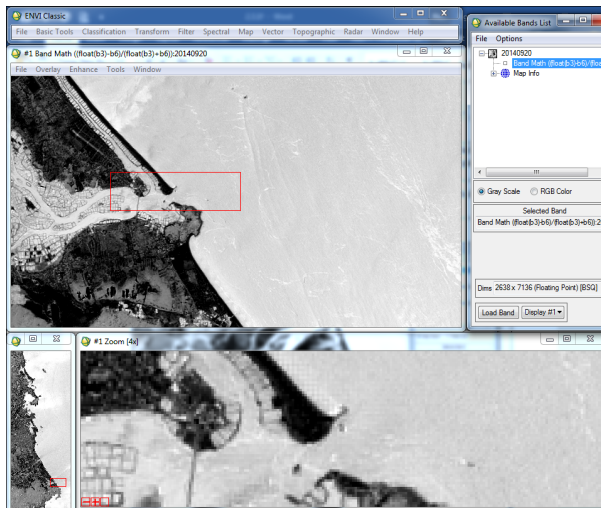 ENVI Classic
File Basic Tools Classification Transform Filter Spectral Map Vector Topographic Radar Window Help
#1 Band Math ((float(b3)-b6)/(float(b3)+b6)):20140920
File Overlay Enhance Tools Window
Available Bands List
File Options
20140920
Band Math ((float(b3)-b6)/(floa
Map Info
Gray Scale RGB Color
Selected Band
Band Math ((float(b3)-b6)/(float(b3)+b6)):2
Dims 2638 x 7136 (Floating Point) [BSQ]
Load Band Display #1
#1 Zoom [4x]